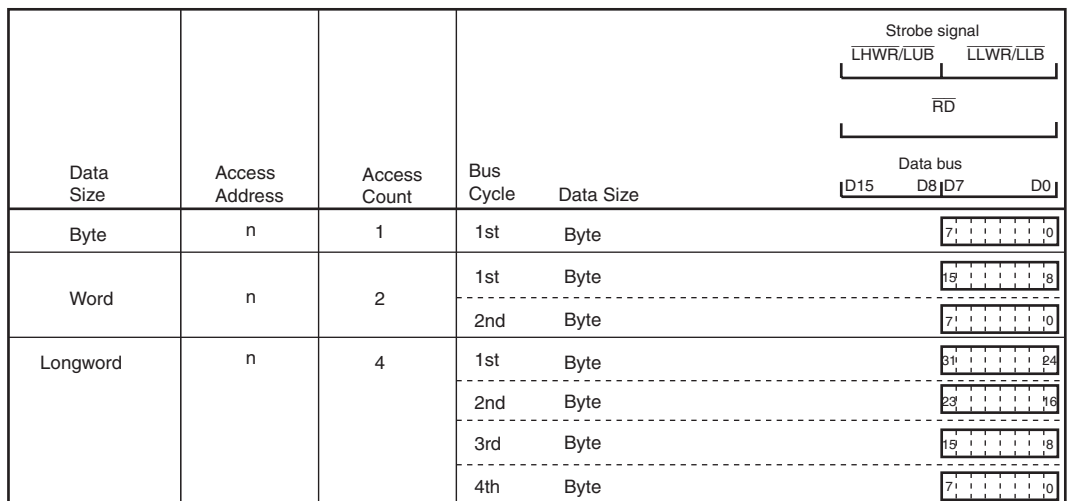 Strobe signal
LHWR/LUB LLWR/LLB
RD
Data Size
Access Address
Access Count
Bus Cycle
Data Size
Data bus
D15 D8 D7 D0
Byte n 1 1st Byte 7 0
Word n 2 1st Byte 15 8
2nd Byte 7 0
Longword n 4 1st Byte 31 24
2nd Byte 23 16
3rd Byte 15 8
4th Byte 7 0